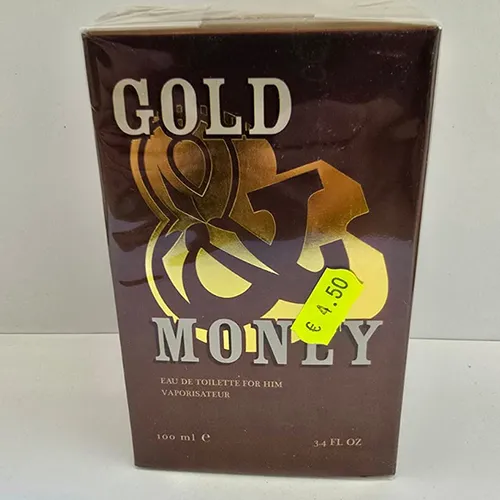 GOLD
&
MONEY
€ 4.50
EAU DE TOILETTE FOR HIM
VAPORISATEUR
100 ml e 3.4 FL OZ